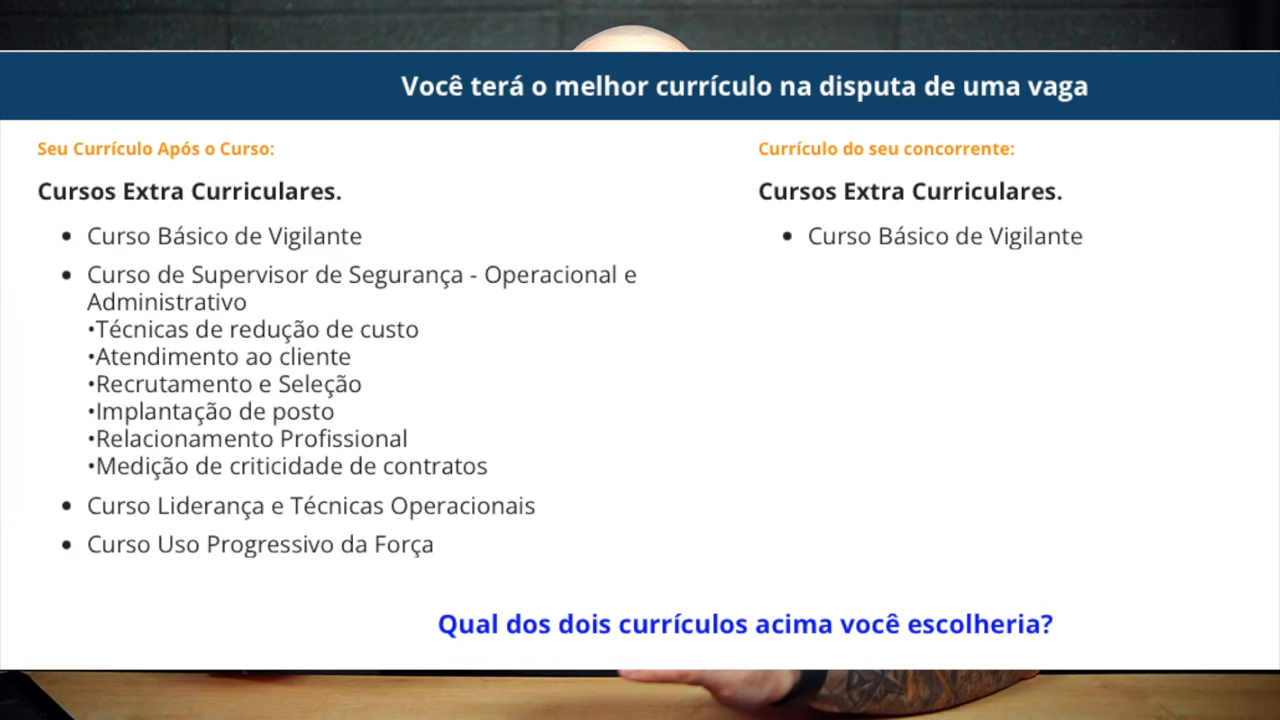 Você terá o melhor currículo na disputa de uma vaga
Seu Currículo Após o Curso:
Cursos Extra Curriculares.
• Curso Básico de Vigilante
• Curso de Supervisor de Segurança - Operacional e
Administrativo
•Técnicas de redução de custo
•Atendimento ao cliente
•Recrutamento e Seleção
•Implantação de posto
•Relacionamento Profissional
•Medição de criticidade de contratos
• Curso Liderança e Técnicas Operacionais
• Curso Uso Progressivo da Força
Currículo do seu concorrente:
Cursos Extra Curriculares.
• Curso Básico de Vigilante
Qual dos dois currículos acima você escolheria?